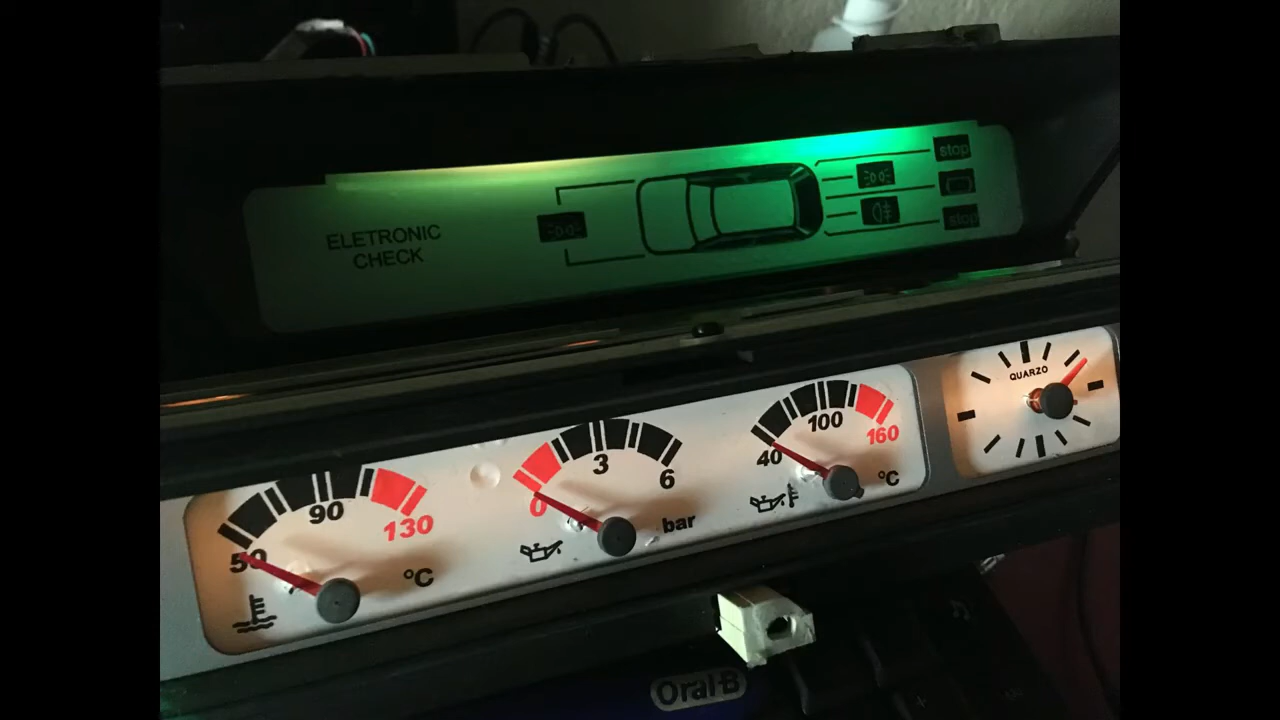 stop
ELETRONIC
CHECK
stop
QUARZO
90
130
50
°C
3
0
6
bar
100
160
40
°C
Oral-B